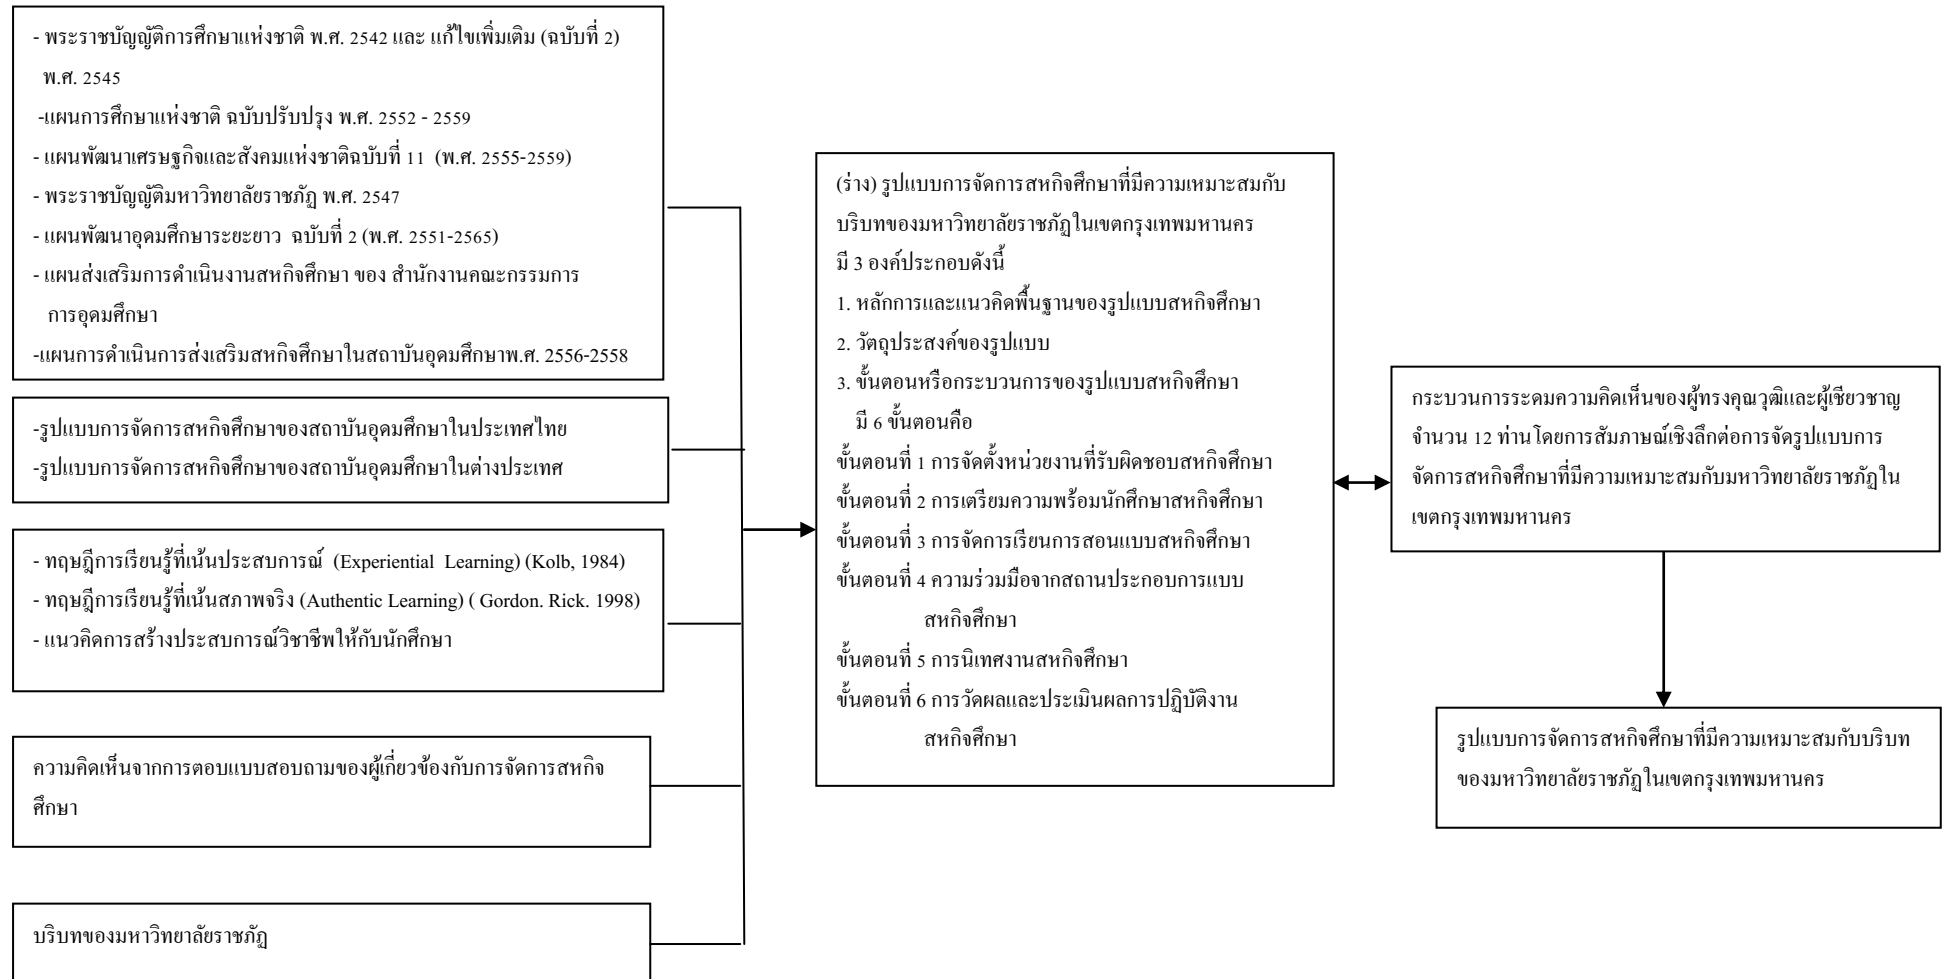 - พระราชบัญญัติการศึกษาแห่งชาติ พ.ศ. 2542 และ แก้ไขเพิ่มเติม (ฉบับที่ 2)
พ.ศ. 2545
-แผนการศึกษาแห่งชาติ ฉบับปรับปรุง พ.ศ. 2552 - 2559
- แผนพัฒนาเศรษฐกิจและสังคมแห่งชาติฉบับที่ 11 (พ.ศ. 2555-2559)
- พระราชบัญญัติมหาวิทยาลัยราชภัฏ พ.ศ. 2547
- แผนพัฒนาอุดมศึกษาระยะยาว ฉบับที่ 2 (พ.ศ. 2551-2565)
- แผนส่งเสริมการดำเนินงานสหกิจศึกษา ของ สำนักงานคณะกรรมการ
การอุดมศึกษา
-แผนการดำเนินการส่งเสริมสหกิจศึกษาในสถาบันอุดมศึกษาพ.ศ. 2556-2558
-รูปแบบการจัดการสหกิจศึกษาของสถาบันอุดมศึกษาในประเทศไทย
-รูปแบบการจัดการสหกิจศึกษาของสถาบันอุดมศึกษาในต่างประเทศ
- ทฤษฎีการเรียนรู้ที่เน้นประสบการณ์ (Experiential Learning) (Kolb, 1984)
- ทฤษฎีการเรียนรู้ที่เน้นสภาพจริง (Authentic Learning) ( Gordon. Rick. 1998)
- แนวคิดการสร้างประสบการณ์วิชาชีพให้กับนักศึกษา
ความคิดเห็นจากการตอบแบบสอบถามของผู้เกี่ยวข้องกับการจัดการสหกิจ
ศึกษา
บริบทของมหาวิทยาลัยราชภัฏ
(ร่าง) รูปแบบการจัดการสหกิจศึกษาที่มีความเหมาะสมกับ
บริบทของมหาวิทยาลัยราชภัฏในเขตกรุงเทพมหานคร
มี 3 องค์ประกอบดังนี้
1. หลักการและแนวคิดพื้นฐานของรูปแบบสหกิจศึกษา
2. วัตถุประสงค์ของรูปแบบ
3. ขั้นตอนหรือกระบวนการของรูปแบบสหกิจศึกษา
มี 6 ขั้นตอนคือ
ขั้นตอนที่ 1 การจัดตั้งหน่วยงานที่รับผิดชอบสหกิจศึกษา
ขั้นตอนที่ 2 การเตรียมความพร้อมนักศึกษาสหกิจศึกษา
ขั้นตอนที่ 3 การจัดการเรียนการสอนแบบสหกิจศึกษา
ขั้นตอนที่ 4 ความร่วมมือจากสถานประกอบการแบบ
สหกิจศึกษา
ขั้นตอนที่ 5 การนิเทศงานสหกิจศึกษา
ขั้นตอนที่ 6 การวัดผลและประเมินผลการปฏิบัติงาน
สหกิจศึกษา
กระบวนการระดมความคิดเห็นของผู้ทรงคุณวุฒิและผู้เชียวชาญ
จำนวน 12 ท่านโดยการสัมภาษณ์เชิงลึกต่อการจัดรูปแบบการ
จัดการสหกิจศึกษาที่มีความเหมาะสมกับมหาวิทยาลัยราชภัฏใน
เขตกรุงเทพมหานคร
รูปแบบการจัดการสหกิจศึกษาที่มีความเหมาะสมกับบริบท
ของมหาวิทยาลัยราชภัฏในเขตกรุงเทพมหานคร